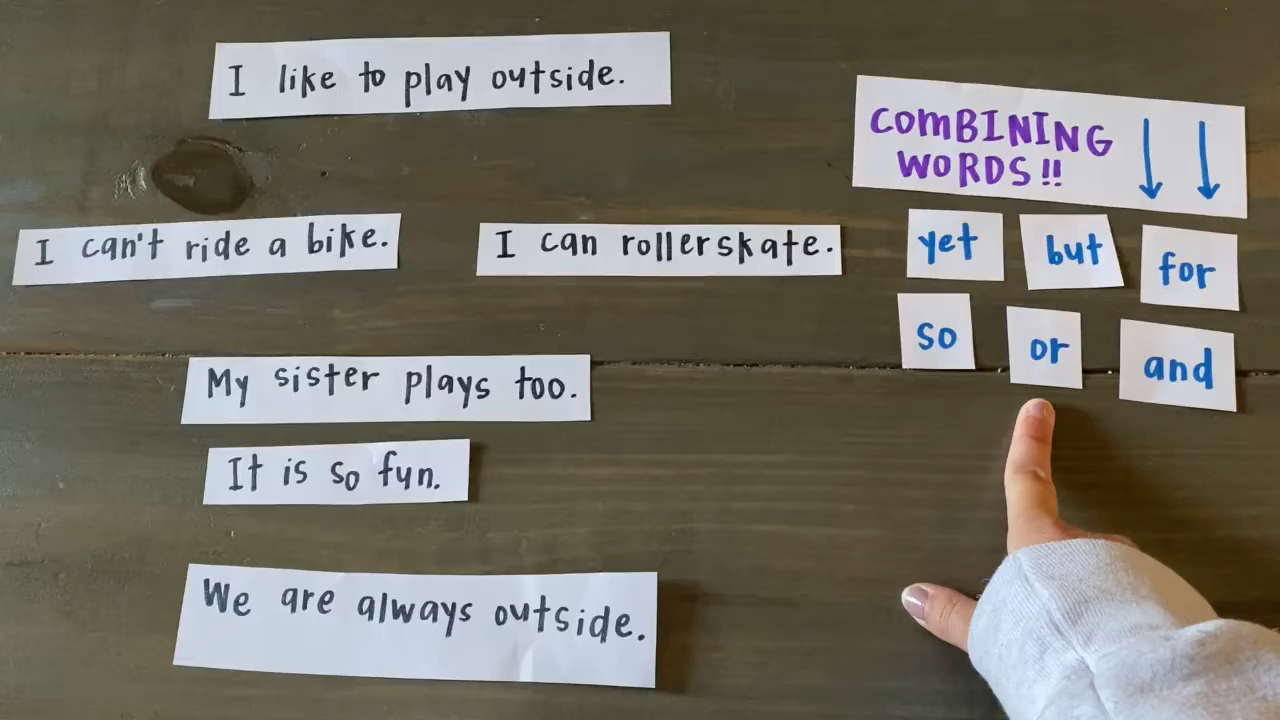 I like to play outside.
I can't ride a bike.
I can rollerskate.
My sister plays too.
It is so fun.
We are always outside.
COMBINING
WORDS!!
yet
but
for
so
or
and